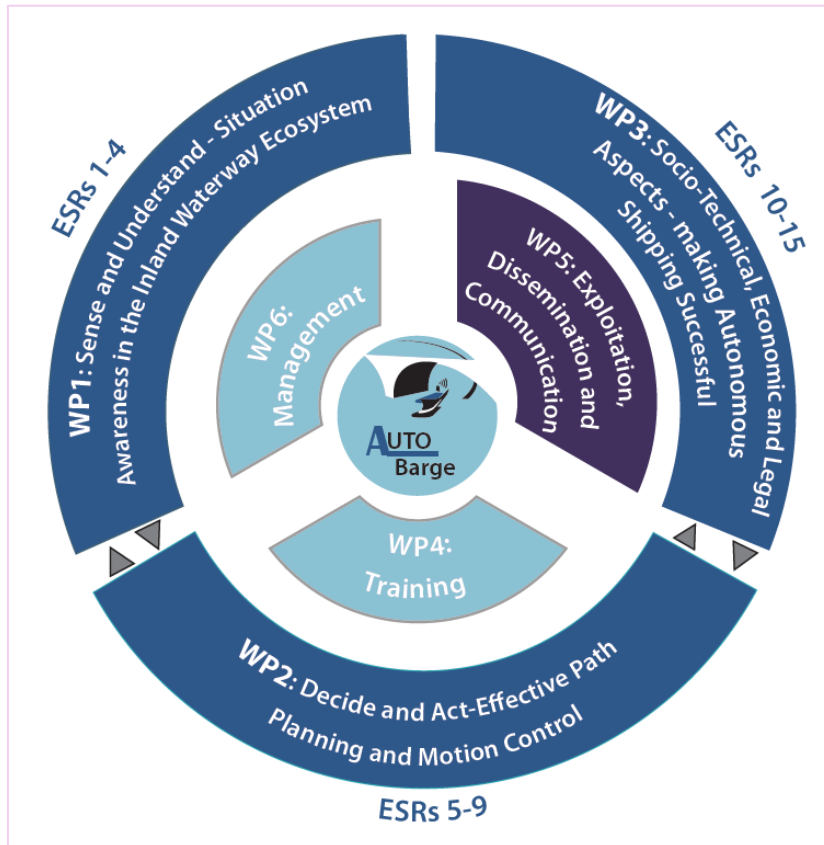 ESRs 1-4
WP1: Sense and Understand - Situation
Awareness in the Inland Waterway Ecosystem
ESRs 10-15
WP3: Socio-Technical, Economic and Legal
Aspects - making Autonomous
Shipping Successful
WP6:
Management
WP5: Exploitation,
Dissemination and
Communication
AUTO
Barge
WP4:
Training
WP2: Decide and Act-Effective Path
Planning and Motion Control
ESRs 5-9